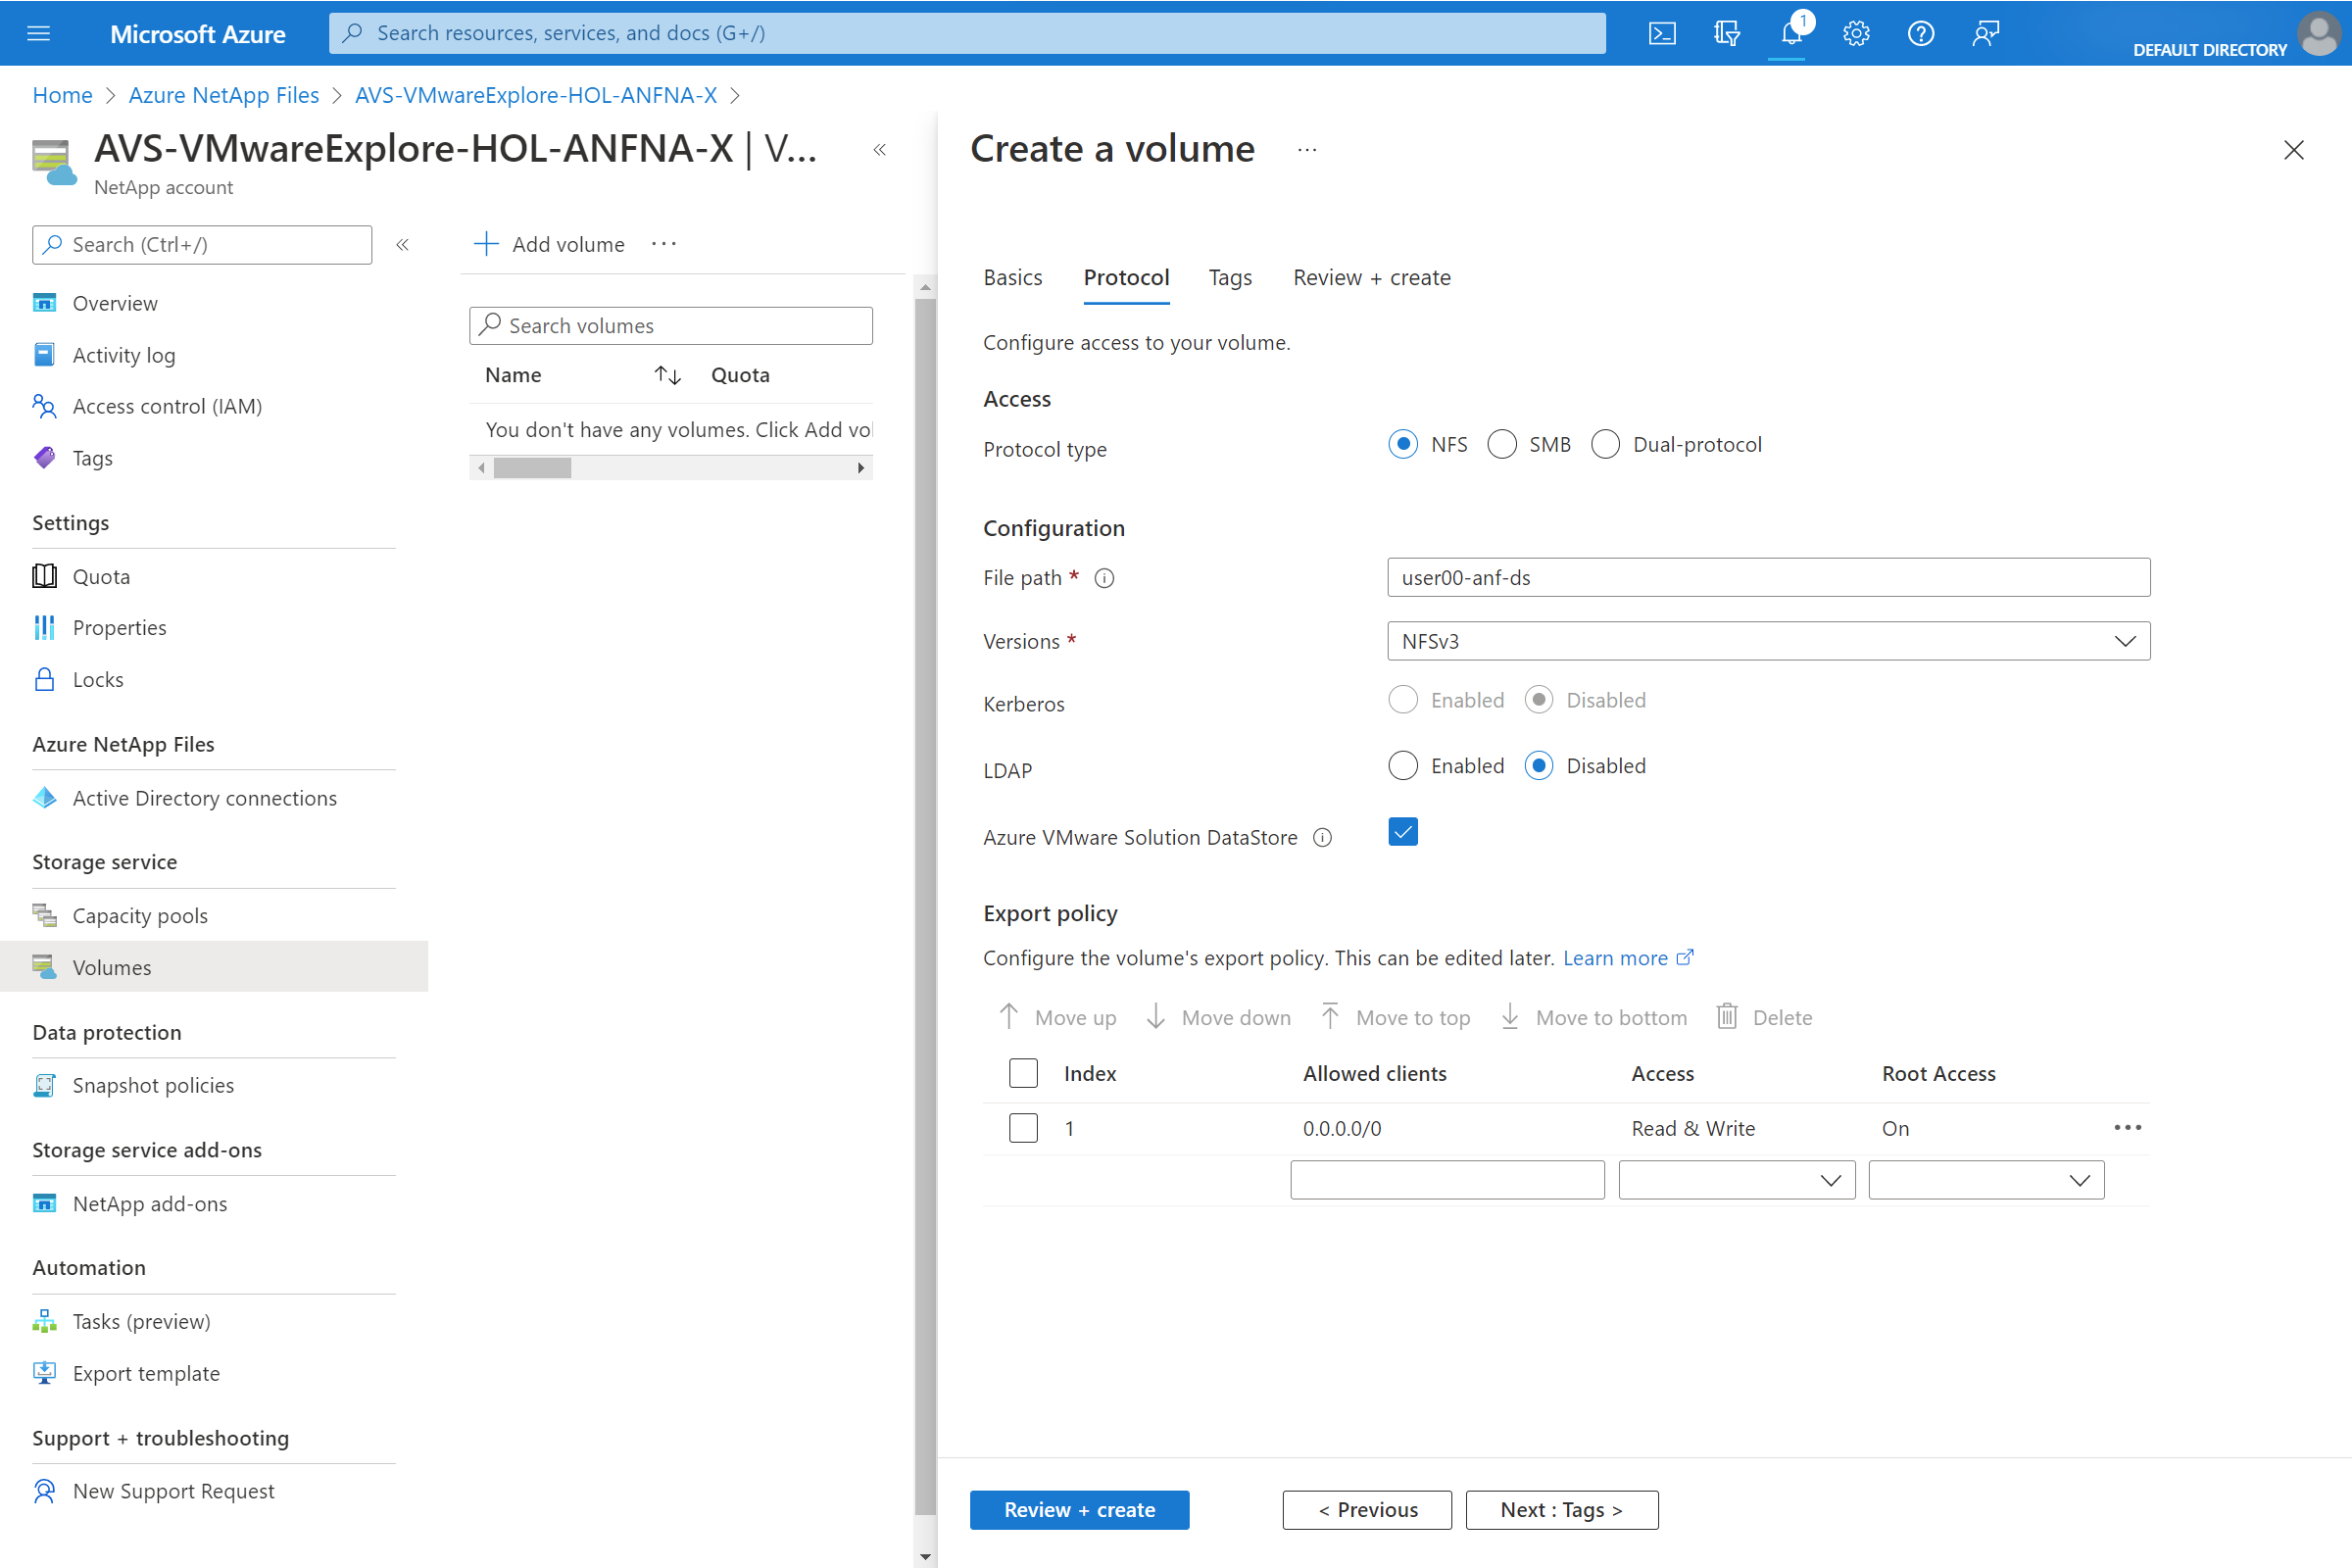 Microsoft Azure
Search resources, services, and docs (G+/)
1
DEFAULT DIRECTORY
Home > Azure NetApp Files > AVS-VMwareExplore-HOL-ANFNA-X >
AVS-VMwareExplore-HOL-ANFNA-X | V...
NetApp account
Search (Ctrl+/)
Overview
Activity log
Access control (IAM)
Tags
Settings
Quota
Properties
Locks
Azure NetApp Files
Active Directory connections
Storage service
Capacity pools
Volumes
Data protection
Snapshot policies
Storage service add-ons
NetApp add-ons
Automation
Tasks (preview)
Export template
Support + troubleshooting
New Support Request
Add volume
Search volumes
Name Quota
You don't have any volumes. Click Add vol
Create a volume ...
Basics Protocol Tags Review + create
Configure access to your volume.
Access
Protocol type NFS SMB Dual-protocol
Configuration
File path * user00-anf-ds
Versions * NFSv3
Kerberos Enabled Disabled
LDAP Enabled Disabled
Azure VMware Solution DataStore
Export policy
Configure the volume's export policy. This can be edited later. Learn more
Move up Move down Move to top Move to bottom Delete
Index Allowed clients Access Root Access
1 0.0.0.0/0 Read & Write On
Review + create < Previous Next : Tags >